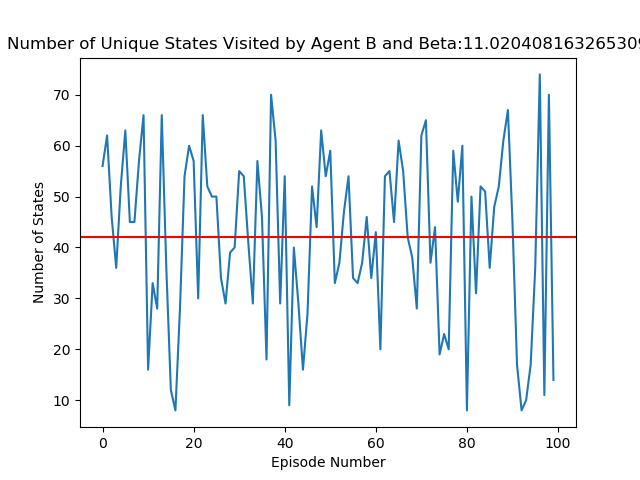 Number of Unique States Visited by Agent B and Beta:11.020408163265309
70
60
50
40
30
20
10
Number of States
0 20 40 60 80 100
Episode Number